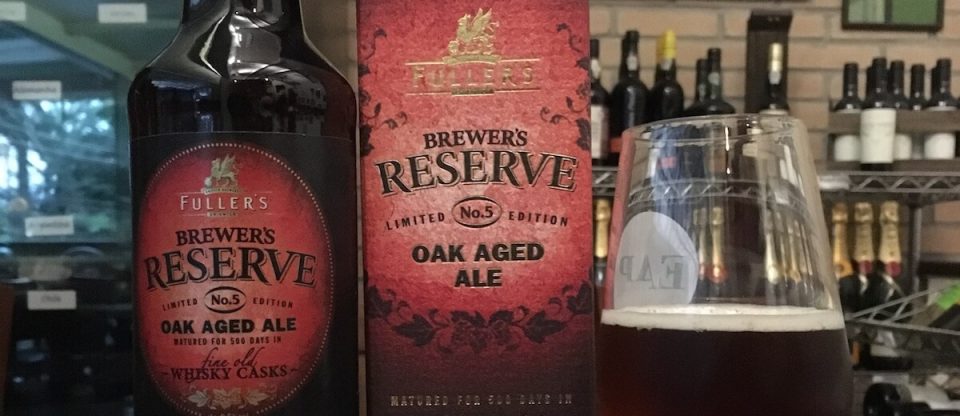 FULLER'S
BREWER'S
RESERVE
LIMITED No.5 EDITION
OAK AGED ALE
MATURED FOR 500 DAYS IN
fine old
WHISKY CASKS
FULLER'S
BREWER'S
RESERVE
LIMITED No.5 EDITION
OAK AGED
ALE
MATURED FOR 500 DAYS IN